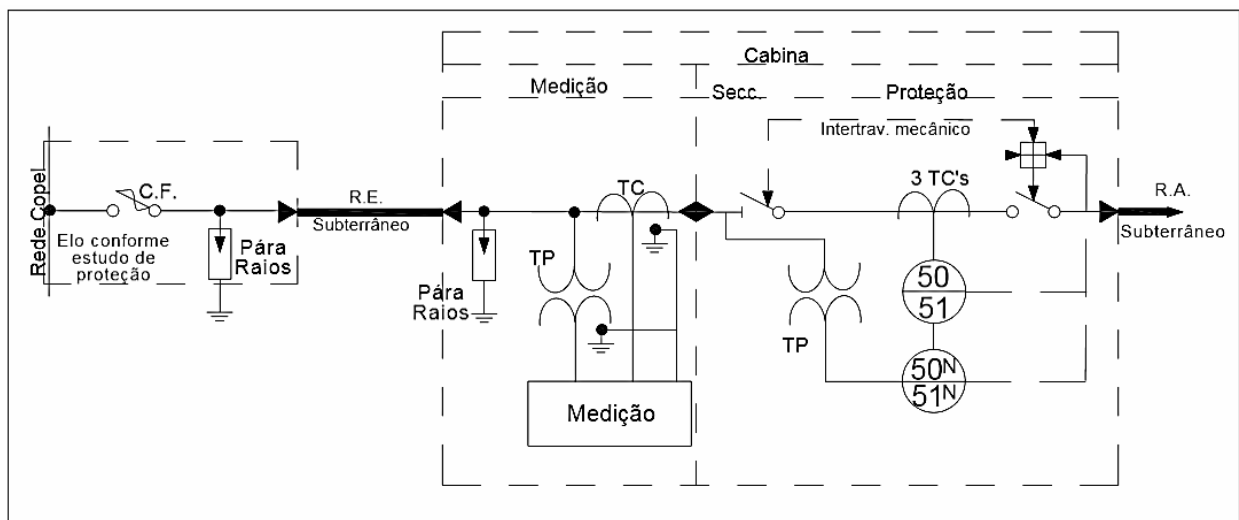 Cabina
Medição
Secc.
Proteção
Intertrav. mecânico
Rede Copel
C.F.
R.E.
Subterrâneo
TC
3 TC's
R.A.
Subterrâneo
Elo conforme
estudo de
proteção
Pára
Raios
Pára
Raios
TP
TP
50
51
50N
51N
Medição